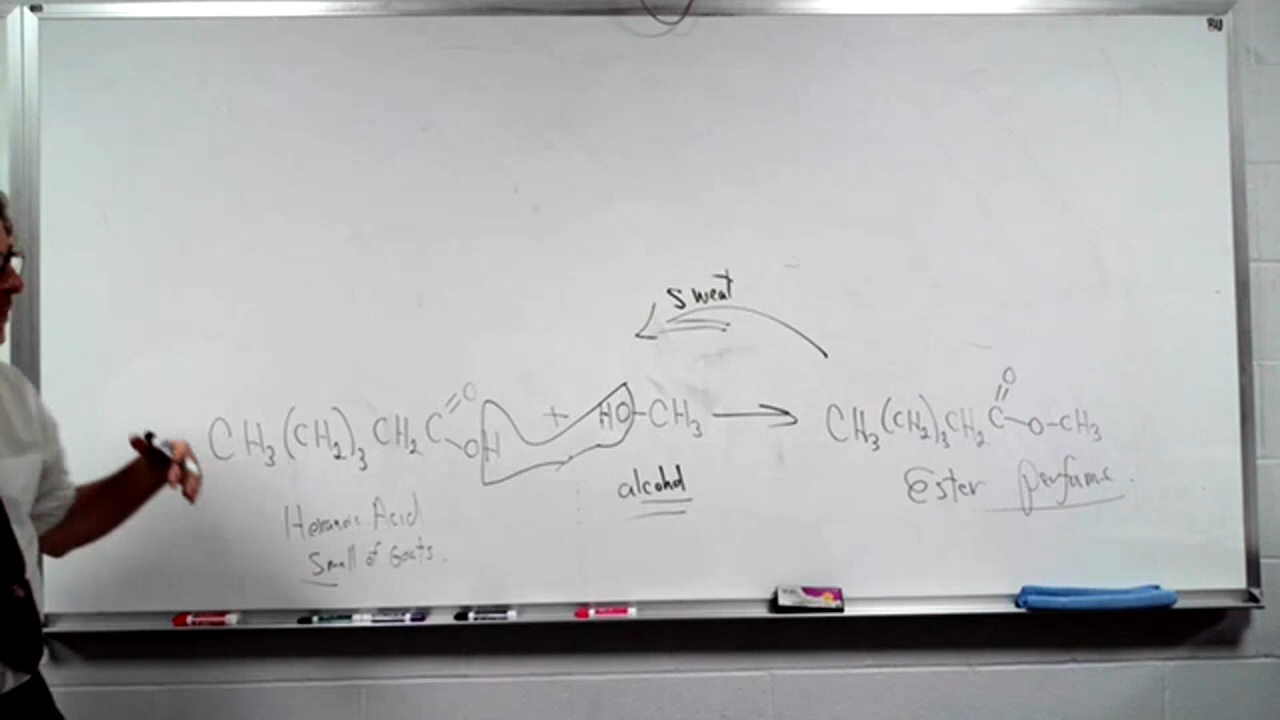 RU
sweat
CH₃(CH₂)₃CH₂C=O-OH + HO-CH₃ → CH₃(CH₂)₃CH₂C=O-O-CH₃
alcohol
Ester perfume.
Hexanoic Acid
Smell of Goats.